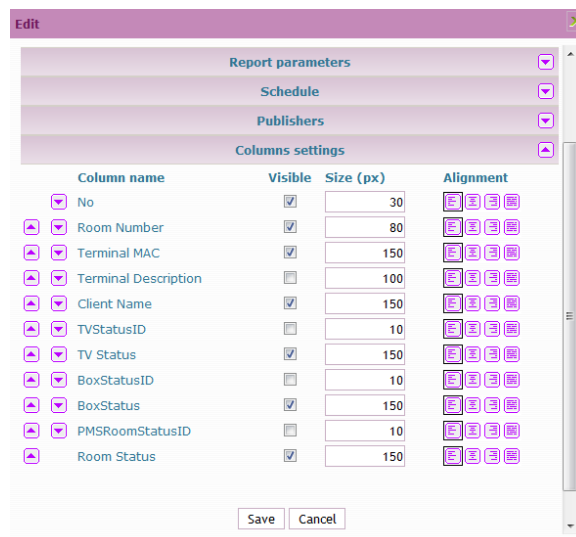 Edit
Report parameters
Schedule
Publishers
Columns settings
Column name Visible Size (px) Alignment
No 30
Room Number 80
Terminal MAC 150
Terminal Description 100
Client Name 150
TVStatusID 10
TV Status 150
BoxStatusID 10
BoxStatus 150
PMSRoomStatusID 10
Room Status 150
Save Cancel